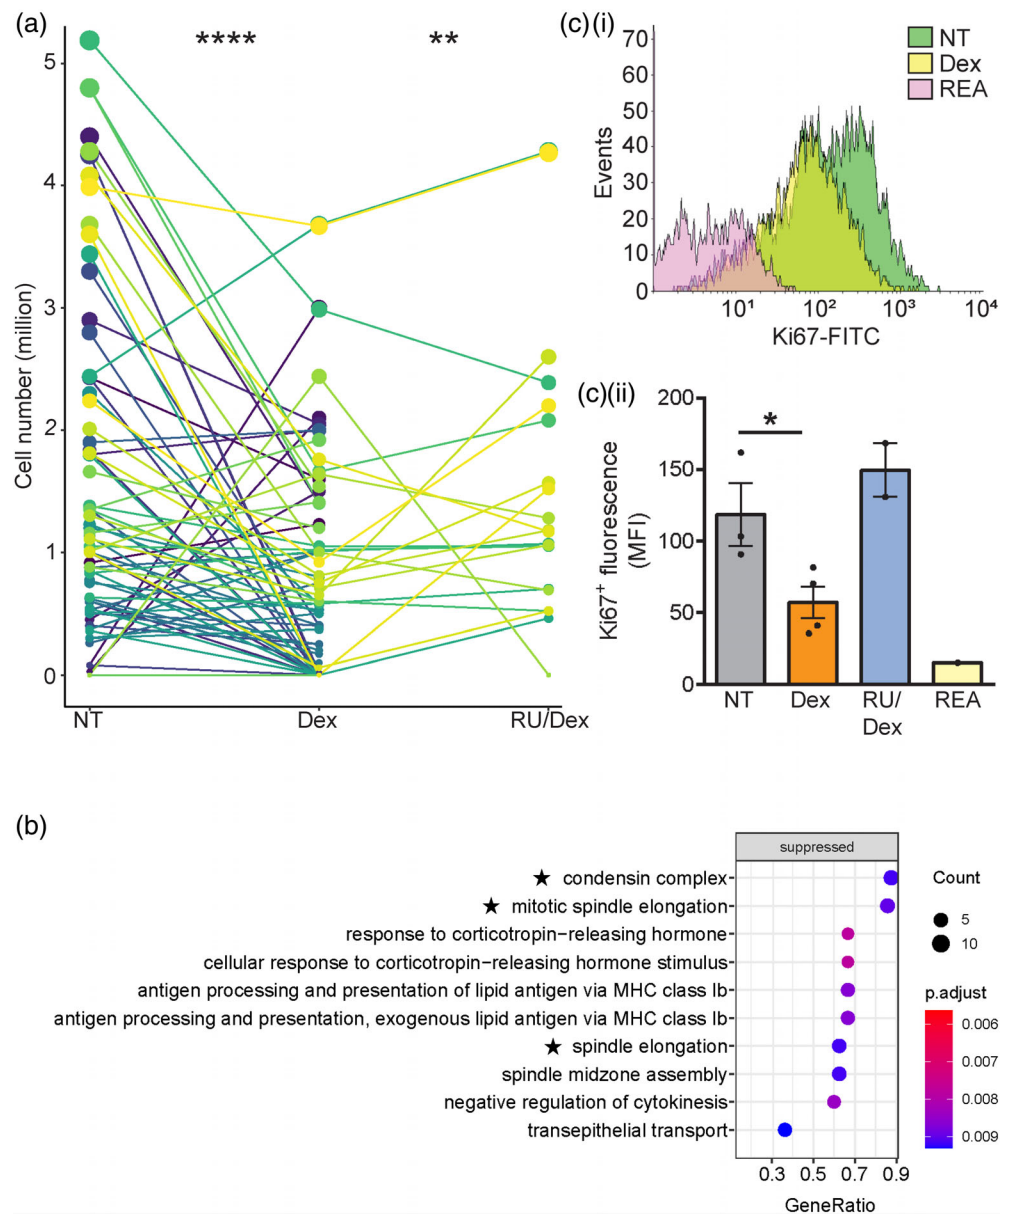 (a)
****
**
5
4
3
2
1
0
Cell number (million)
NT
Dex
RU/Dex
(c)(i)
70
60
50
40
30
20
10
0
Events
NT
Dex
REA
10¹
10²
10³
10⁴
Ki67-FITC
(c)(ii)
200
150
100
50
0
Ki67⁺ fluorescence
(MFI)
*
NT
Dex
RU/
Dex
REA
(b)
suppressed
★ condensin complex
★ mitotic spindle elongation
response to corticotropin−releasing hormone
cellular response to corticotropin−releasing hormone stimulus
antigen processing and presentation of lipid antigen via MHC class Ib
antigen processing and presentation, exogenous lipid antigen via MHC class Ib
★ spindle elongation
spindle midzone assembly
negative regulation of cytokinesis
transepithelial transport
0.3 0.5 0.7 0.9
GeneRatio
Count
5
10
p.adjust
0.006
0.007
0.008
0.009